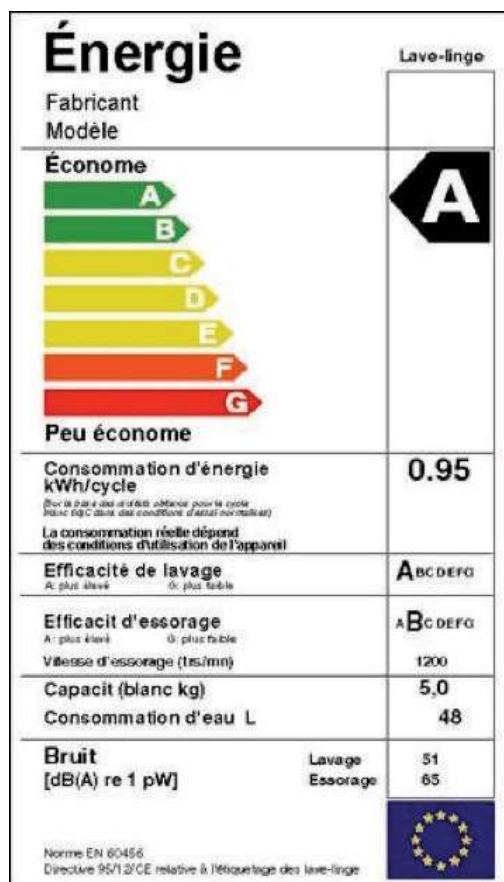 Énergie
Lave-linge
Fabricant
Modèle
Économe
A
A
B
C
D
E
F
G
Peu économe
Consommation d'énergie
kWh/cycle
0.95
La consommation réelle dépend
des conditions d'utilisation de l'appareil
Efficacité de lavage
ABCDEFG
A: plus élevé G: plus faible
Efficacit d'essorage
ABCDEFG
A: plus élevé G: plus faible
Vitesse d'essorage (trs/mn) 1200
Capacit (blanc kg) 5,0
Consommation d'eau L 48
Bruit Lavage 51
[dB(A) re 1 pW] Essorage 65
Norme EN 60456
Directive 95/12/CE relative à l'étiquetage des lave-linge